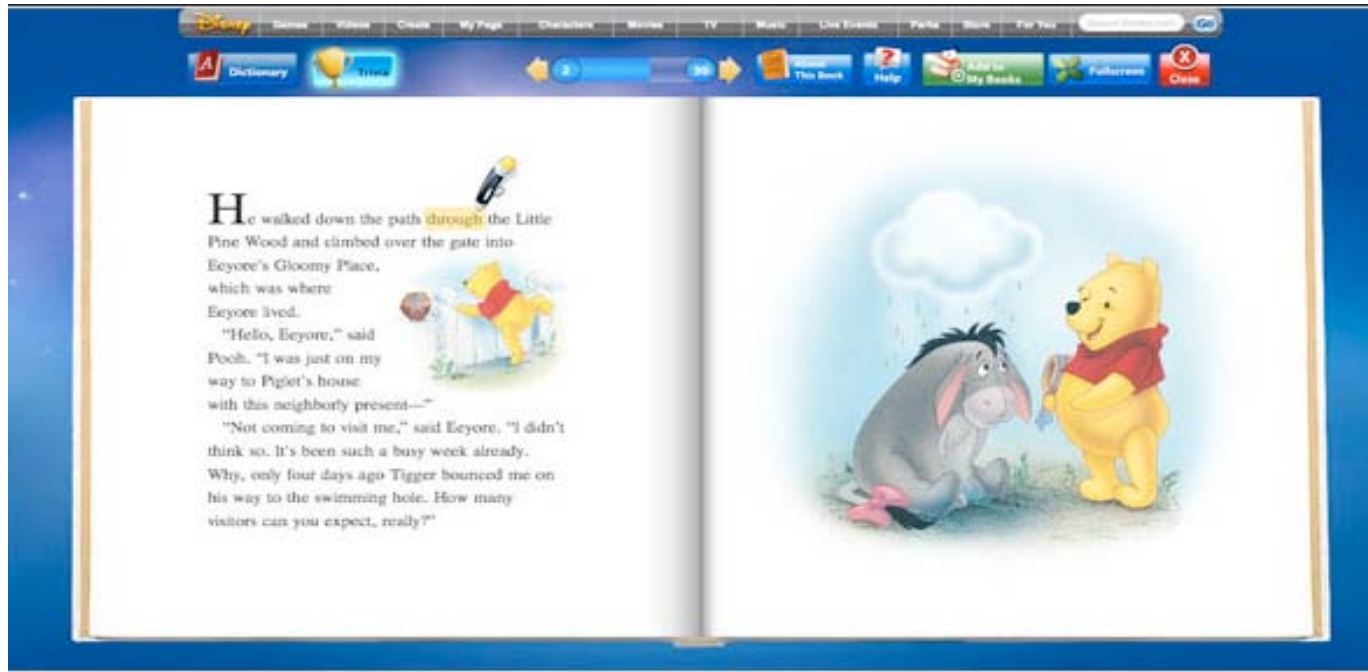 Disney Games Videos Create My Page Characters Movies TV Music Live Events Parks Store For You Go
Dictionary Trivia 2 About This Book Help Add to My Books Fullscreen Close
He walked down the path through the Little
Pine Wood and climbed over the gate into
Eeyore's Gloomy Place,
which was where
Eeyore lived.
"Hello, Eeyore," said
Pooh. "I was just on my
way to Piglet's house
with this neighborly present—"
"Not coming to visit me," said Eeyore. "I didn't
think so. It's been such a busy week already.
Why, only four days ago Tigger bounced me on
his way to the swimming hole. How many
visitors can you expect, really?"